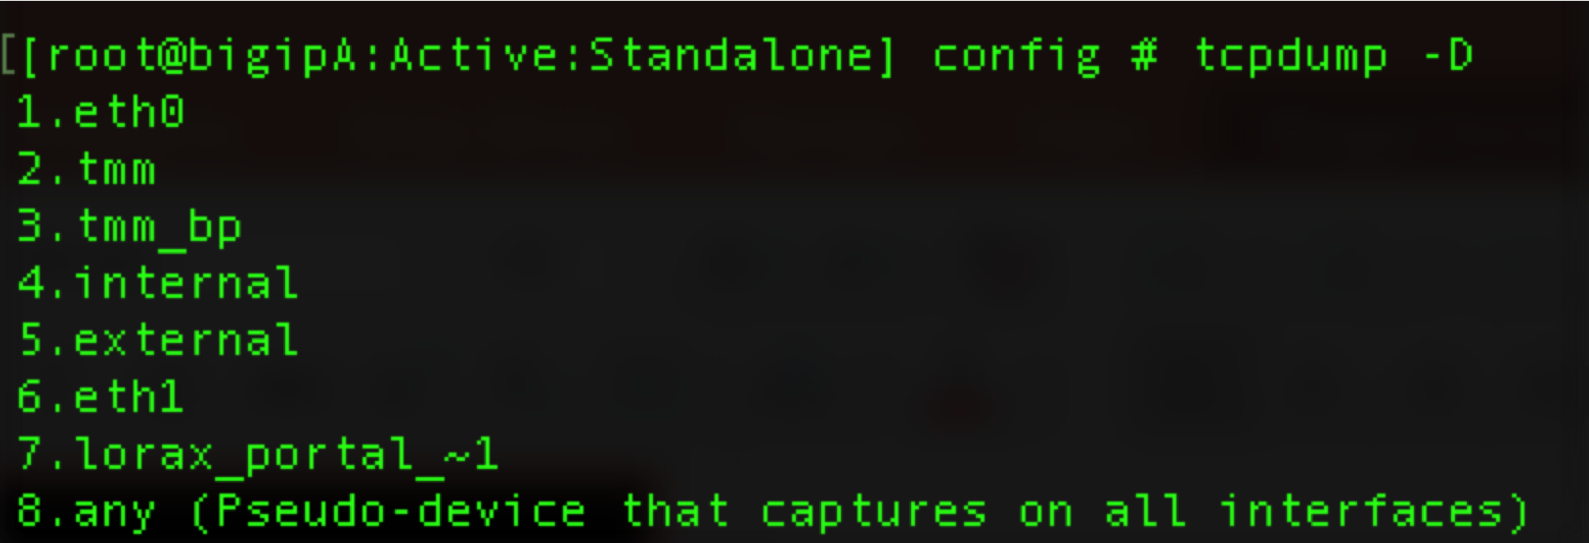 [[root@bigipA:Active:Standalone] config # tcpdump -D
1.eth0
2.tmm
3.tmm_bp
4.internal
5.external
6.eth1
7.lorax_portal_~1
8.any (Pseudo-device that captures on all interfaces)